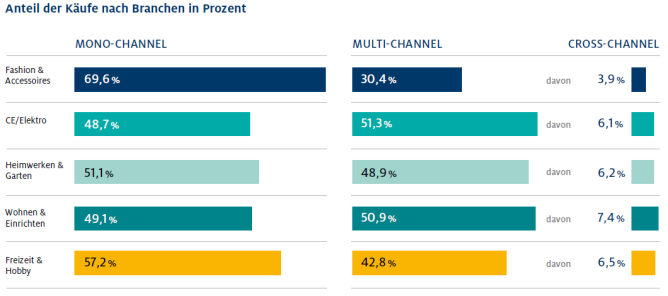 Anteil der Käufe nach Branchen in Prozent
MONO-CHANNEL MULTI-CHANNEL CROSS-CHANNEL
Fashion &
Accessoires
69,6 % 30,4 % davon 3,9 %
CE/Elektro
48,7 % 51,3 % davon 6,1 %
Heimwerken &
Garten
51,1 % 48,9 % davon 6,2 %
Wohnen &
Einrichten
49,1 % 50,9 % davon 7,4 %
Freizeit &
Hobby
57,2 % 42,8 % davon 6,5 %